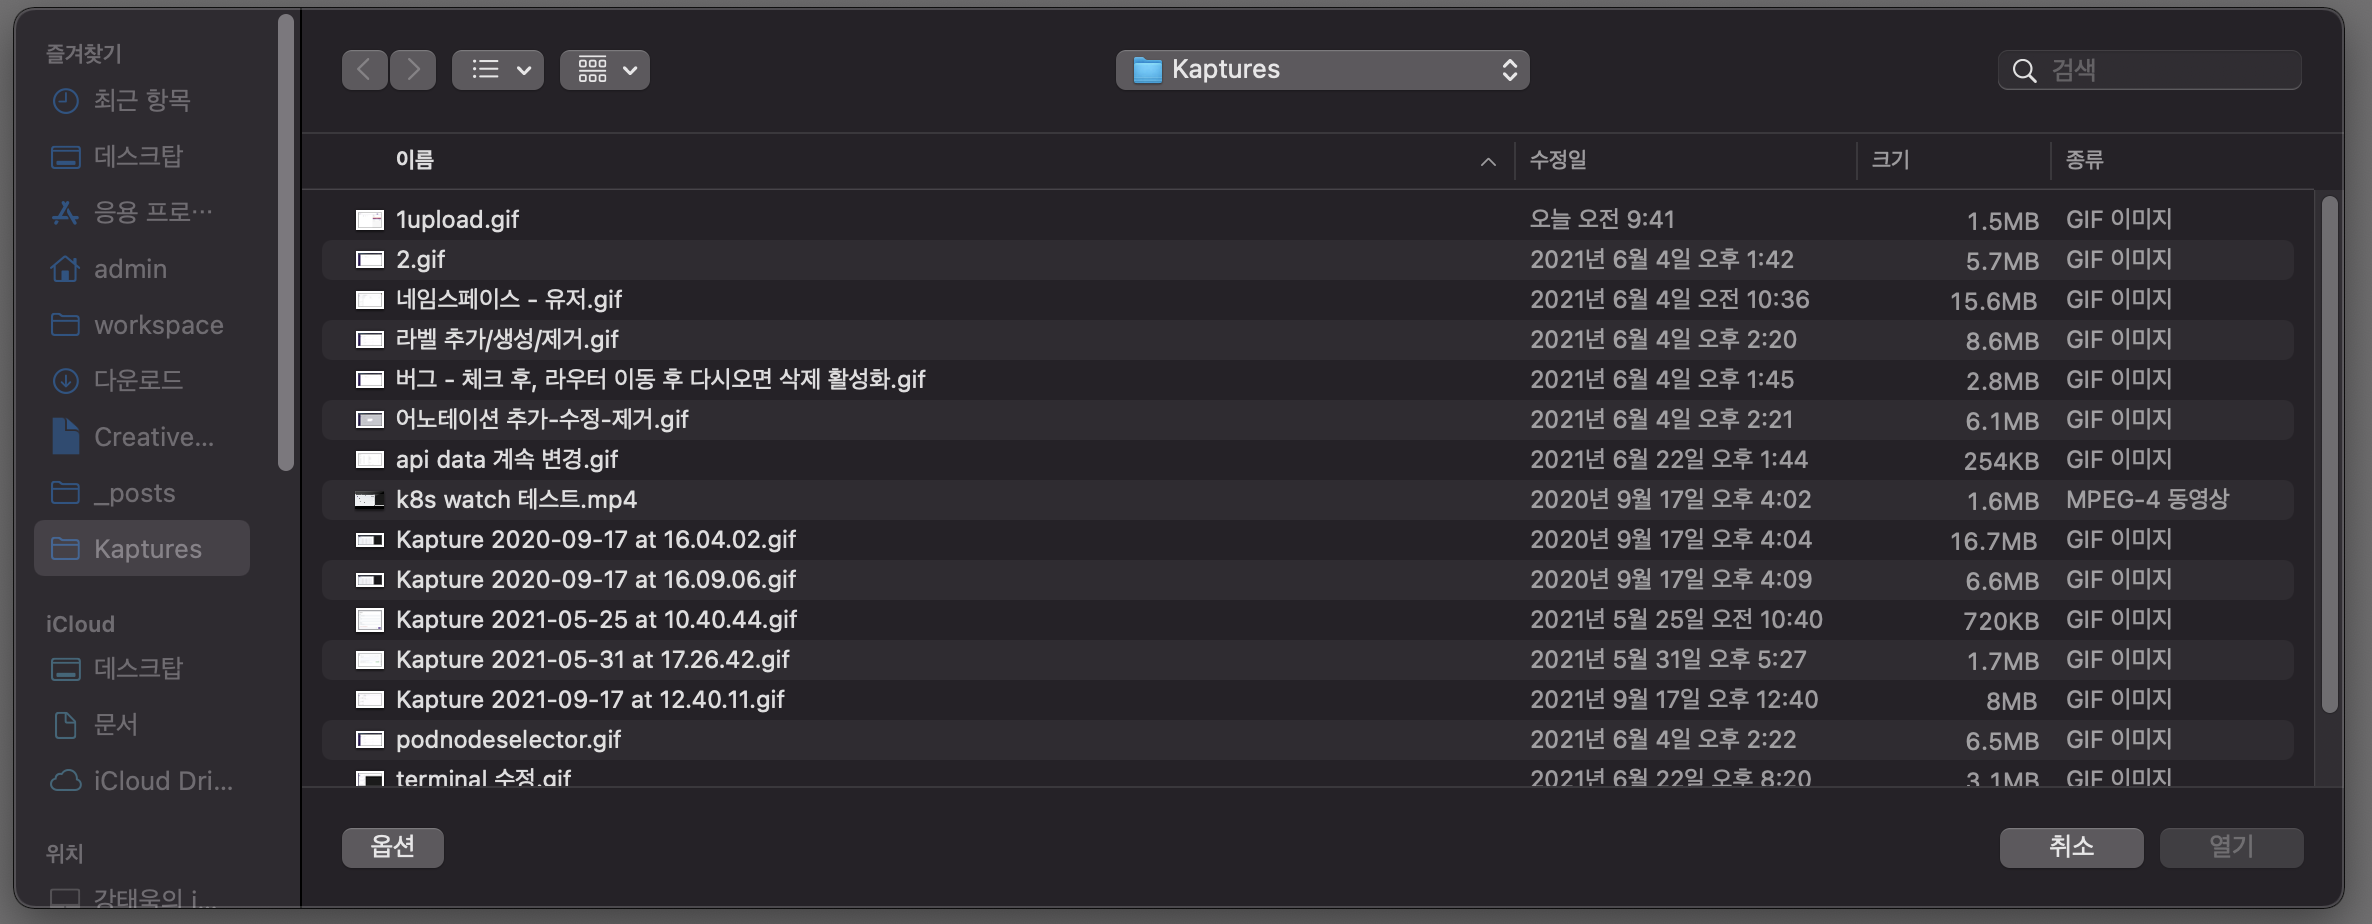 즐겨찾기
최근 항목
데스크탑
응용 프로…
admin
workspace
다운로드
Creative…
_posts
Kaptures
iCloud
데스크탑
문서
iCloud Dri…
위치
강태욱의 i…
Kaptures
검색
이름 수정일 크기 종류
1upload.gif 오늘 오전 9:41 1.5MB GIF 이미지
2.gif 2021년 6월 4일 오후 1:42 5.7MB GIF 이미지
네임스페이스 - 유저.gif 2021년 6월 4일 오전 10:36 15.6MB GIF 이미지
라벨 추가/생성/제거.gif 2021년 6월 4일 오후 2:20 8.6MB GIF 이미지
버그 - 체크 후, 라우터 이동 후 다시오면 삭제 활성화.gif 2021년 6월 4일 오후 1:45 2.8MB GIF 이미지
어노테이션 추가-수정-제거.gif 2021년 6월 4일 오후 2:21 6.1MB GIF 이미지
api data 계속 변경.gif 2021년 6월 22일 오후 1:44 254KB GIF 이미지
k8s watch 테스트.mp4 2020년 9월 17일 오후 4:02 1.6MB MPEG-4 동영상
Kapture 2020-09-17 at 16.04.02.gif 2020년 9월 17일 오후 4:04 16.7MB GIF 이미지
Kapture 2020-09-17 at 16.09.06.gif 2020년 9월 17일 오후 4:09 6.6MB GIF 이미지
Kapture 2021-05-25 at 10.40.44.gif 2021년 5월 25일 오전 10:40 720KB GIF 이미지
Kapture 2021-05-31 at 17.26.42.gif 2021년 5월 31일 오후 5:27 1.7MB GIF 이미지
Kapture 2021-09-17 at 12.40.11.gif 2021년 9월 17일 오후 12:40 8MB GIF 이미지
podnodeselector.gif 2021년 6월 4일 오후 2:22 6.5MB GIF 이미지
terminal 수정.gif 2021년 6월 22일 오후 8:20 3.1MB GIF 이미지
옵션 취소 열기